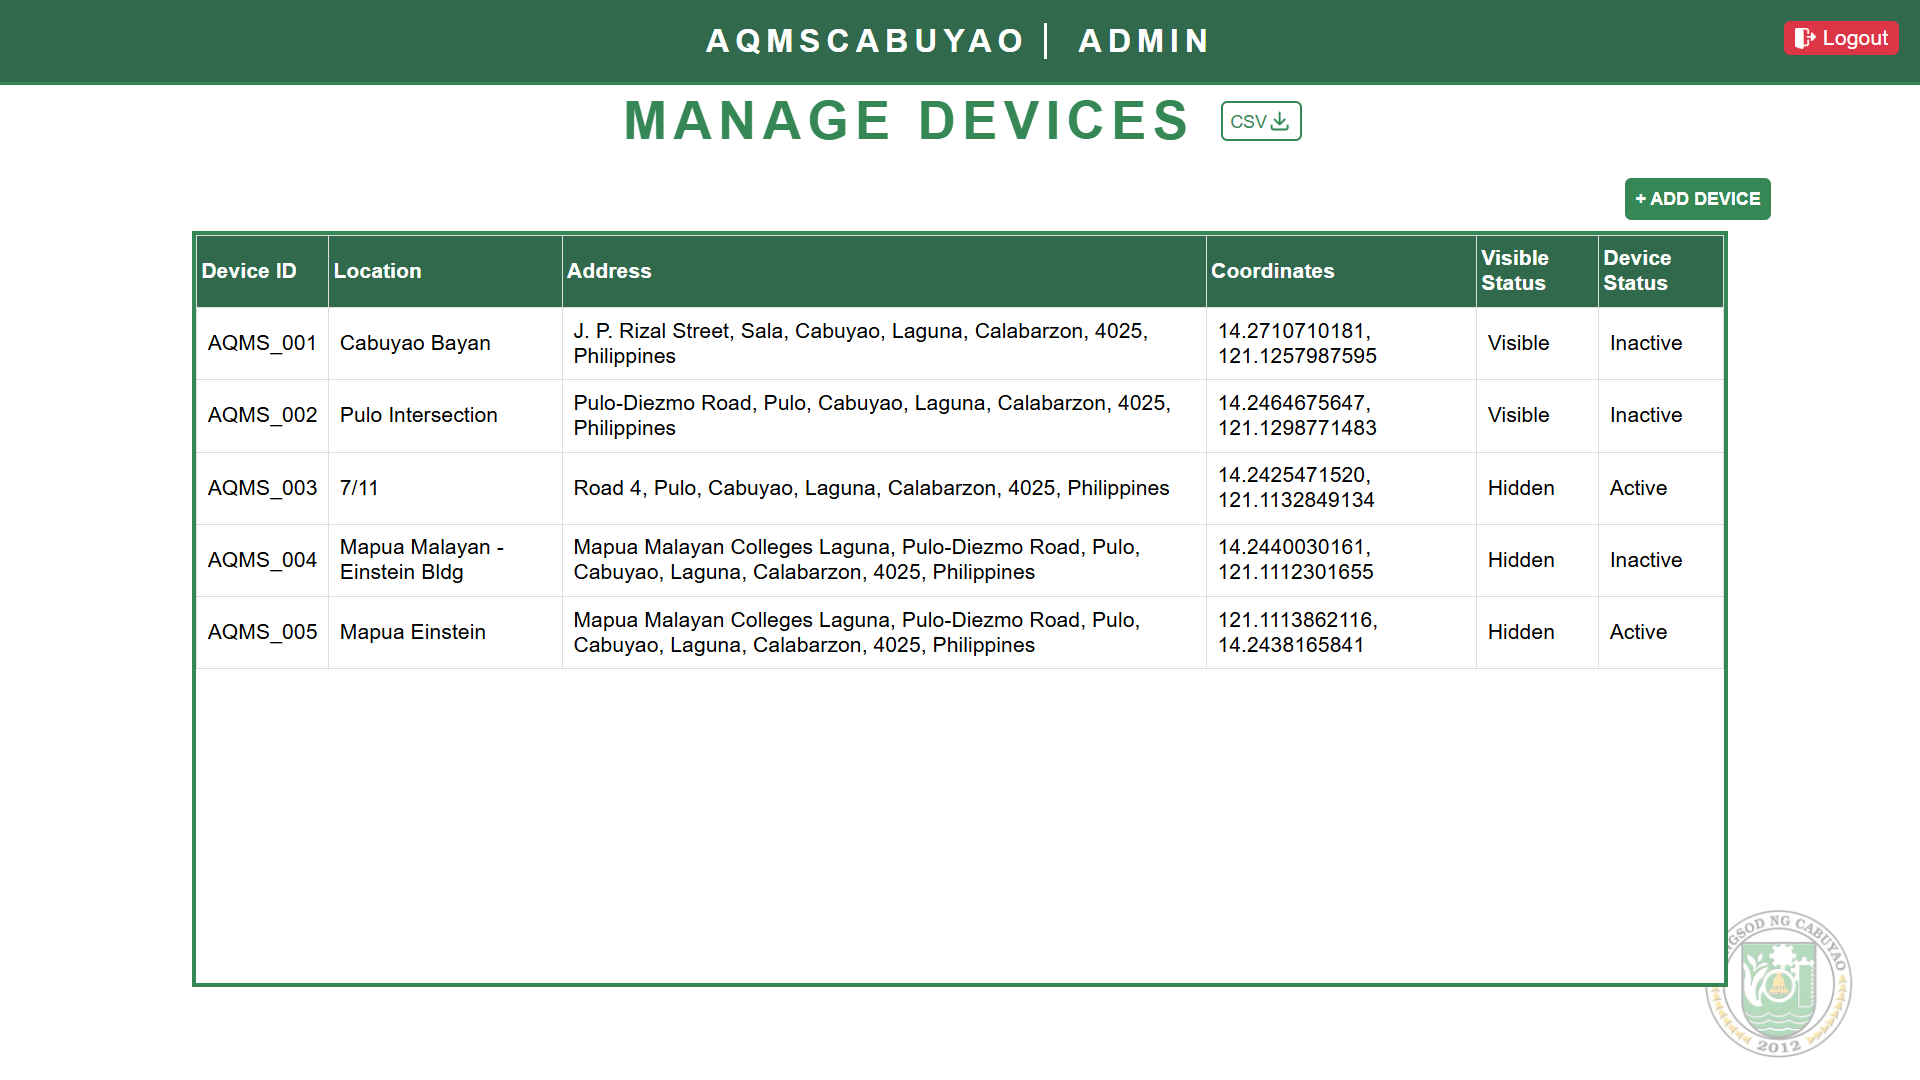 AQMSCABUYAO | ADMIN
Logout
MANAGE DEVICES
CSV
+ ADD DEVICE
Device ID
Location
Address
Coordinates
Visible
Status
Device
Status
AQMS_001
Cabuyao Bayan
J. P. Rizal Street, Sala, Cabuyao, Laguna, Calabarzon, 4025,
Philippines
14.2710710181,
121.1257987595
Visible
Inactive
AQMS_002
Pulo Intersection
Pulo-Diezmo Road, Pulo, Cabuyao, Laguna, Calabarzon, 4025,
Philippines
14.2464675647,
121.1298771483
Visible
Inactive
AQMS_003
7/11
Road 4, Pulo, Cabuyao, Laguna, Calabarzon, 4025, Philippines
14.2425471520,
121.1132849134
Hidden
Active
AQMS_004
Mapua Malayan -
Einstein Bldg
Mapua Malayan Colleges Laguna, Pulo-Diezmo Road, Pulo,
Cabuyao, Laguna, Calabarzon, 4025, Philippines
14.2440030161,
121.1112301655
Hidden
Inactive
AQMS_005
Mapua Einstein
Mapua Malayan Colleges Laguna, Pulo-Diezmo Road, Pulo,
Cabuyao, Laguna, Calabarzon, 4025, Philippines
121.1113862116,
14.2438165841
Hidden
Active
GSOD NG CABUYAO
2012